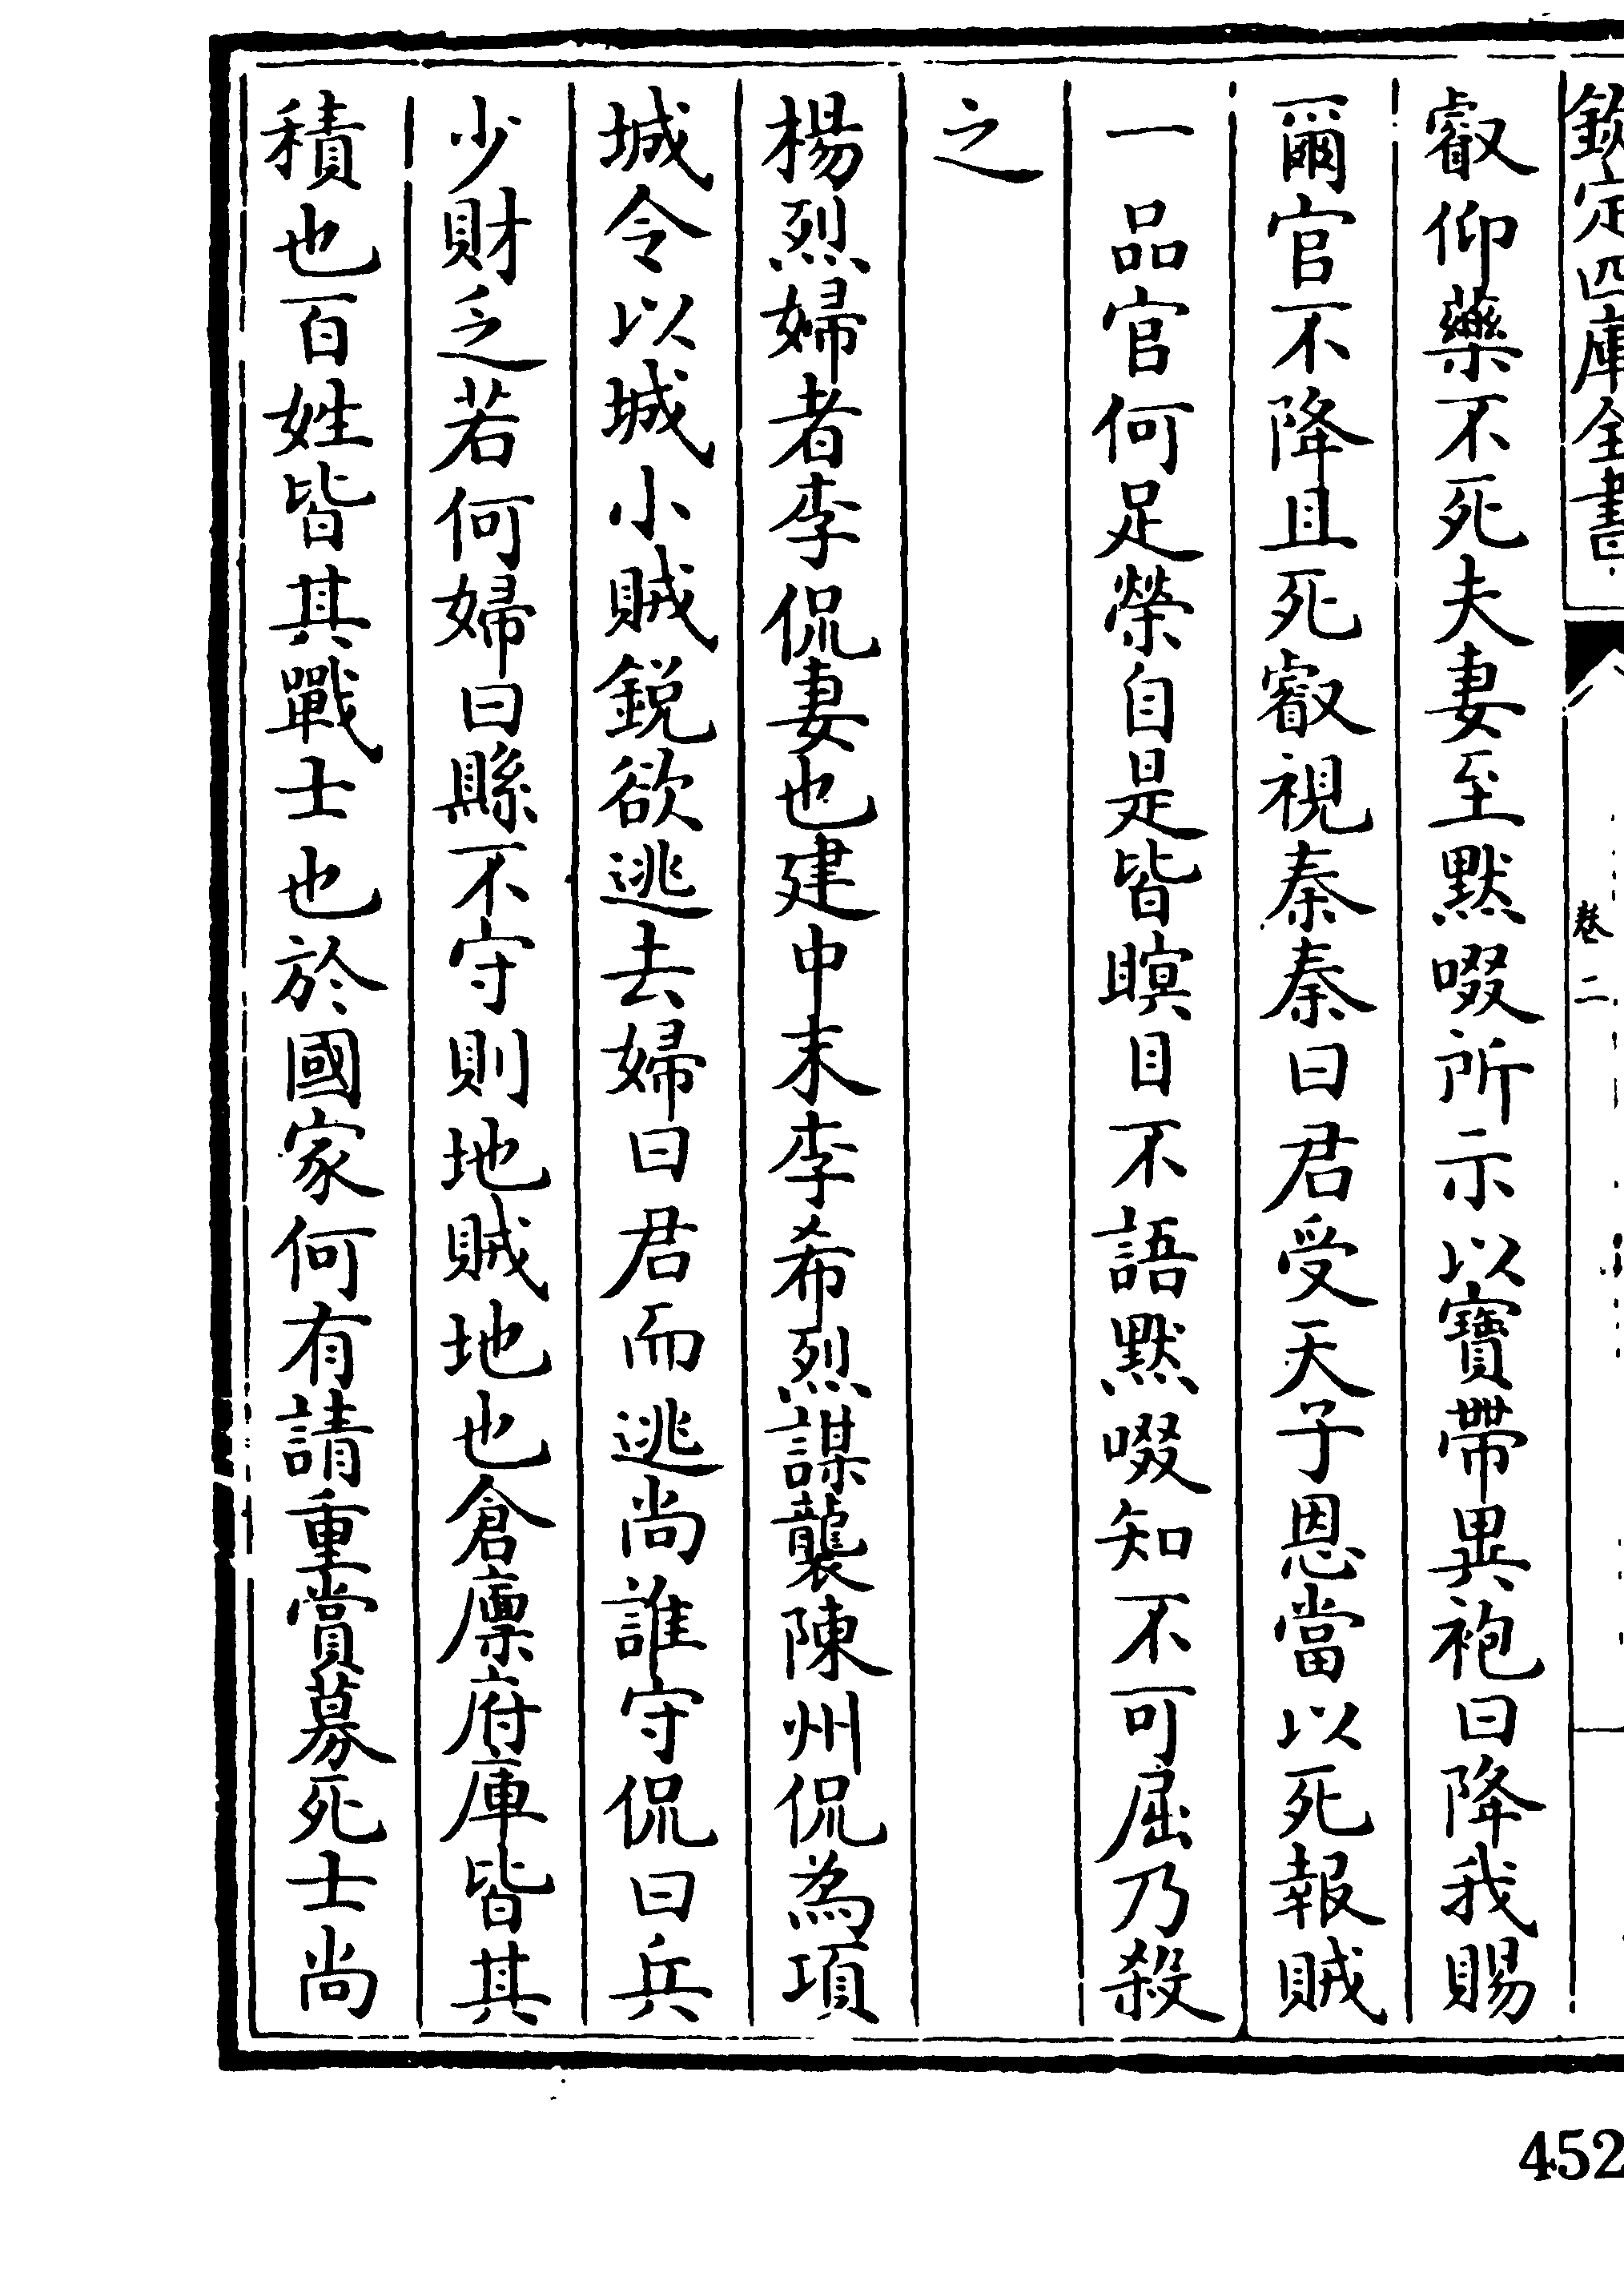 欽定四庫全書
卷二
叡仰藥不死夫妻至黙啜所示以寳帶異袍曰降我賜
爾官不降且死叡視秦秦曰君受天子恩當以死報賊
一品官何足榮自是皆瞑目不語黙啜知不可屈乃殺
之
楊烈婦者李侃妻也建中末李希烈謀襲陳州侃為項
城令以城小賊鋭欲逃去婦曰君而逃尚誰守侃曰兵
少財乏若何婦曰縣不守則地賊地也倉廪府庫皆其
積也百姓皆其戰士也於國家何有請重賞募死士尚
452